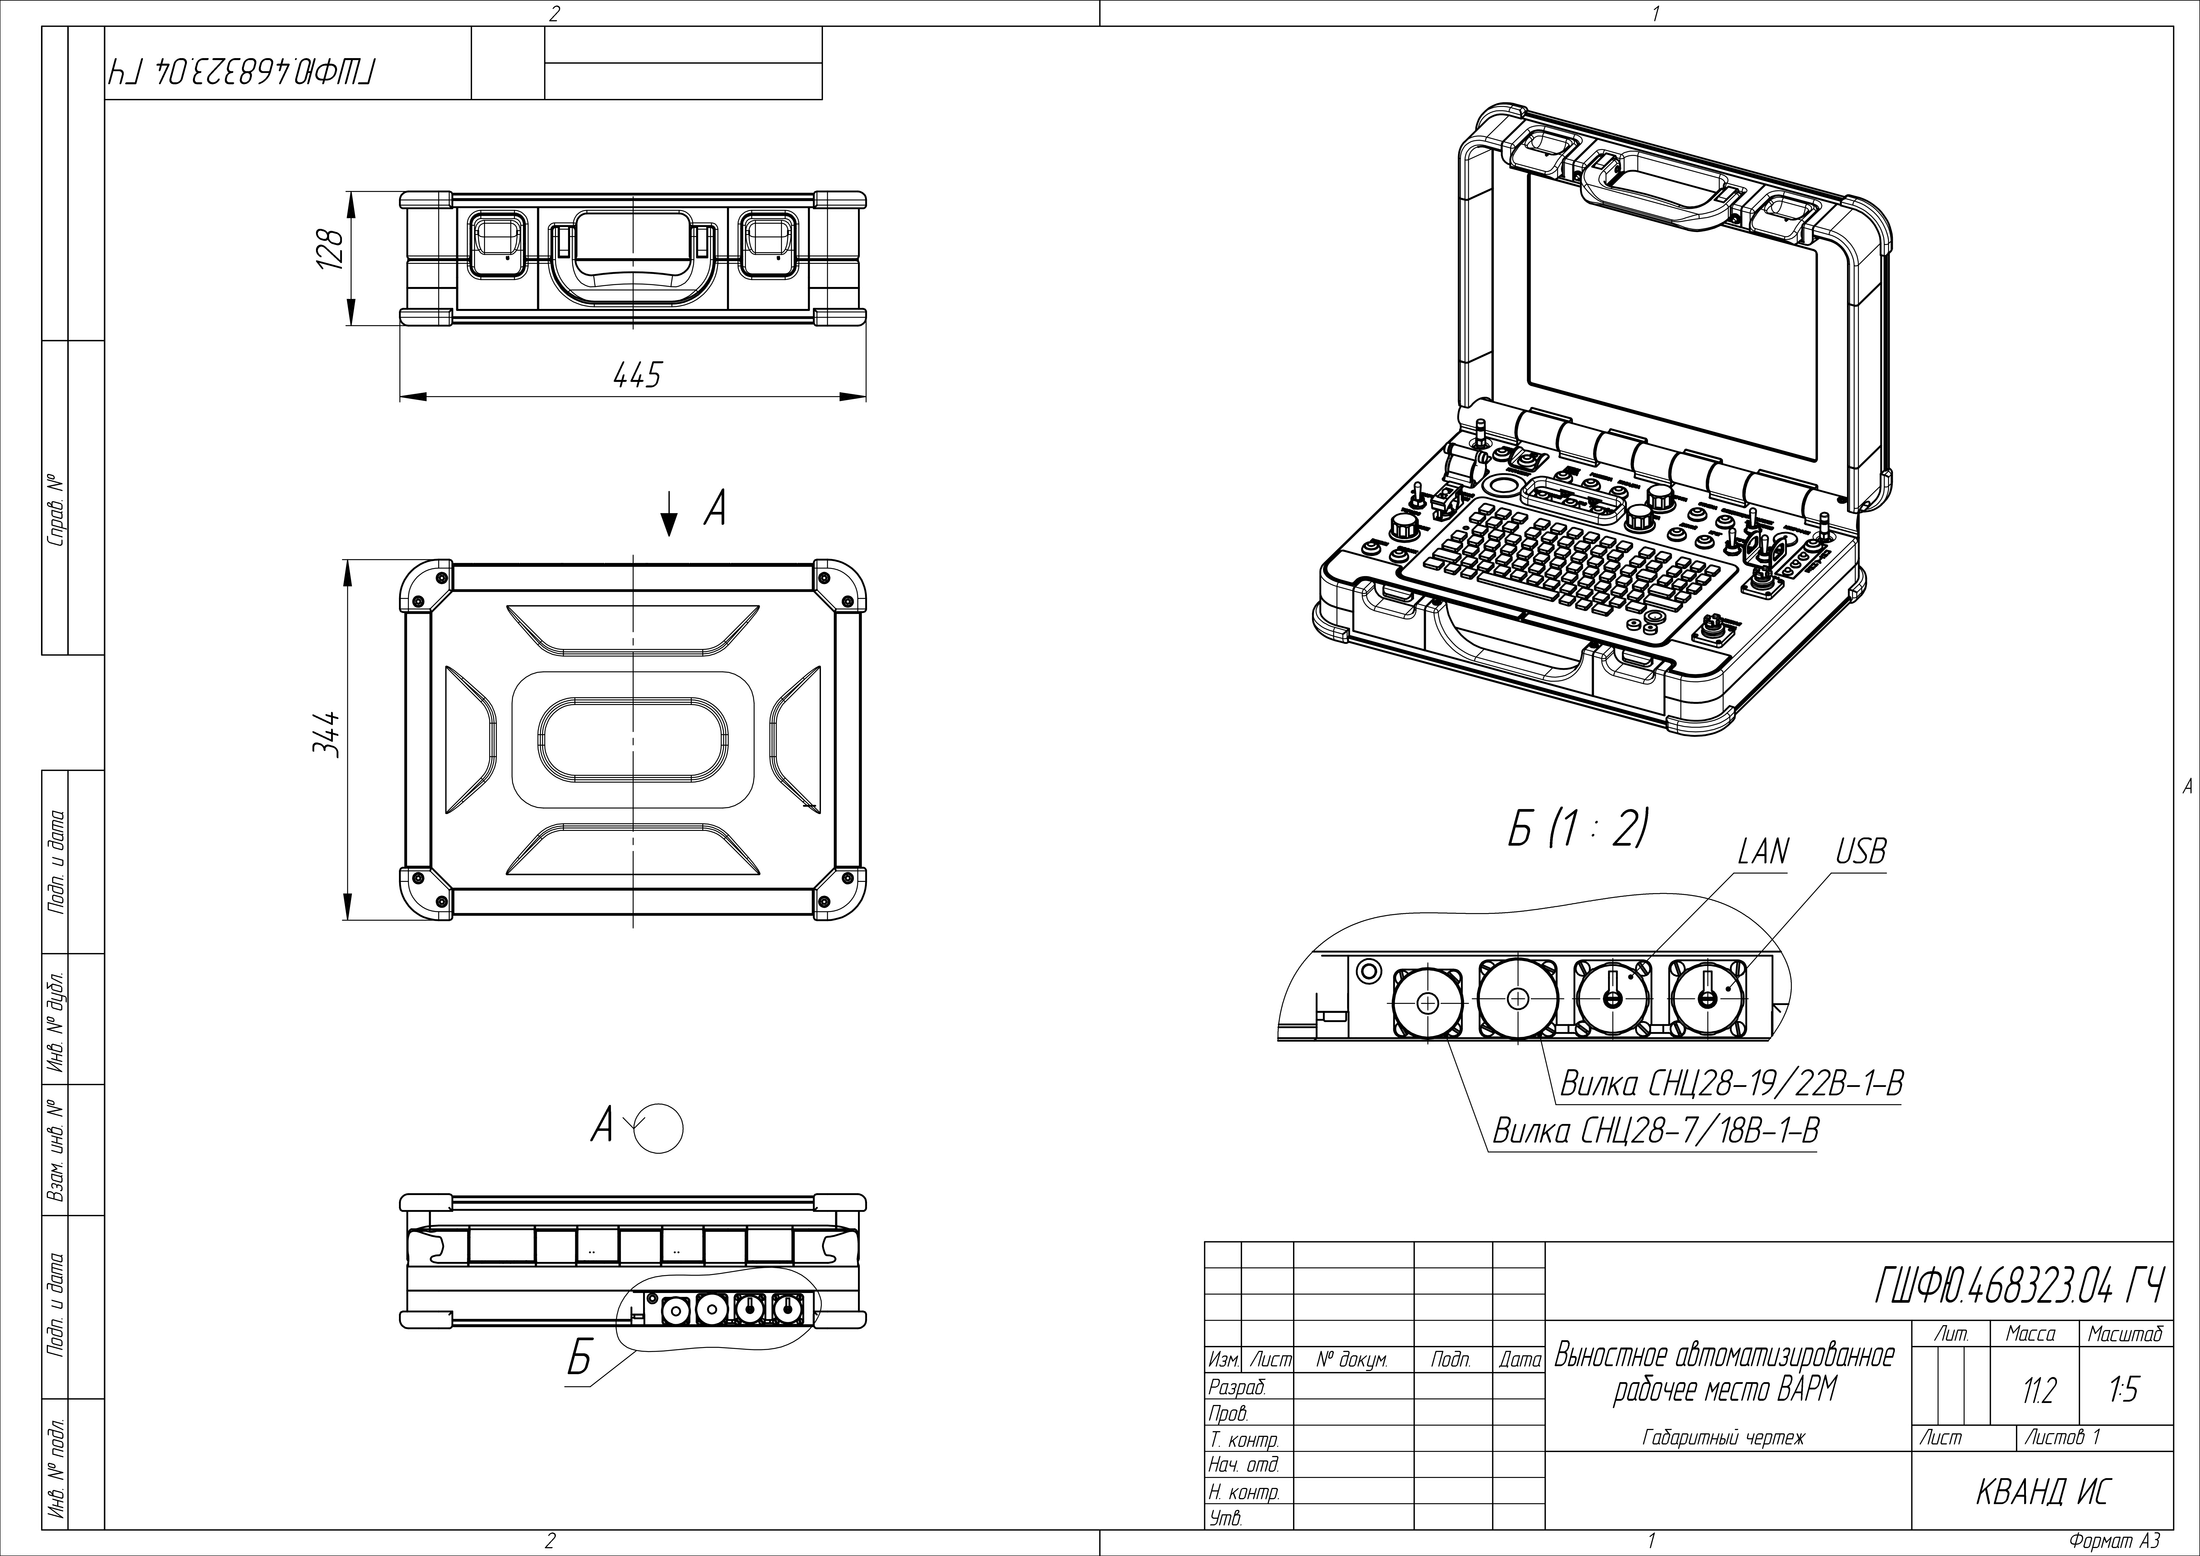 2
1
ГШФЮ.468323.04 ГЧ
128
445
А
344
А
Б
А
Б (1 : 2)
LAN
USB
Вилка СНЦ28-19/22В-1-В
Вилка СНЦ28-7/18В-1-В
Справ. №
Подп. и дата
Инв. № дубл.
Взам. инв. №
Подп. и дата
Инв. № подл.
ГШФЮ.468323.04 ГЧ
Лит. Масса Масштаб
Изм. Лист № докум. Подп. Дата
Выностное автоматизированное
рабочее место ВАРМ
11.2 1:5
Разраб.
Пров.
Т. контр.
Габаритный чертеж
Лист Листов 1
Нач. отд.
Н. контр.
КВАНД ИС
Утв.
2
1
Формат А3